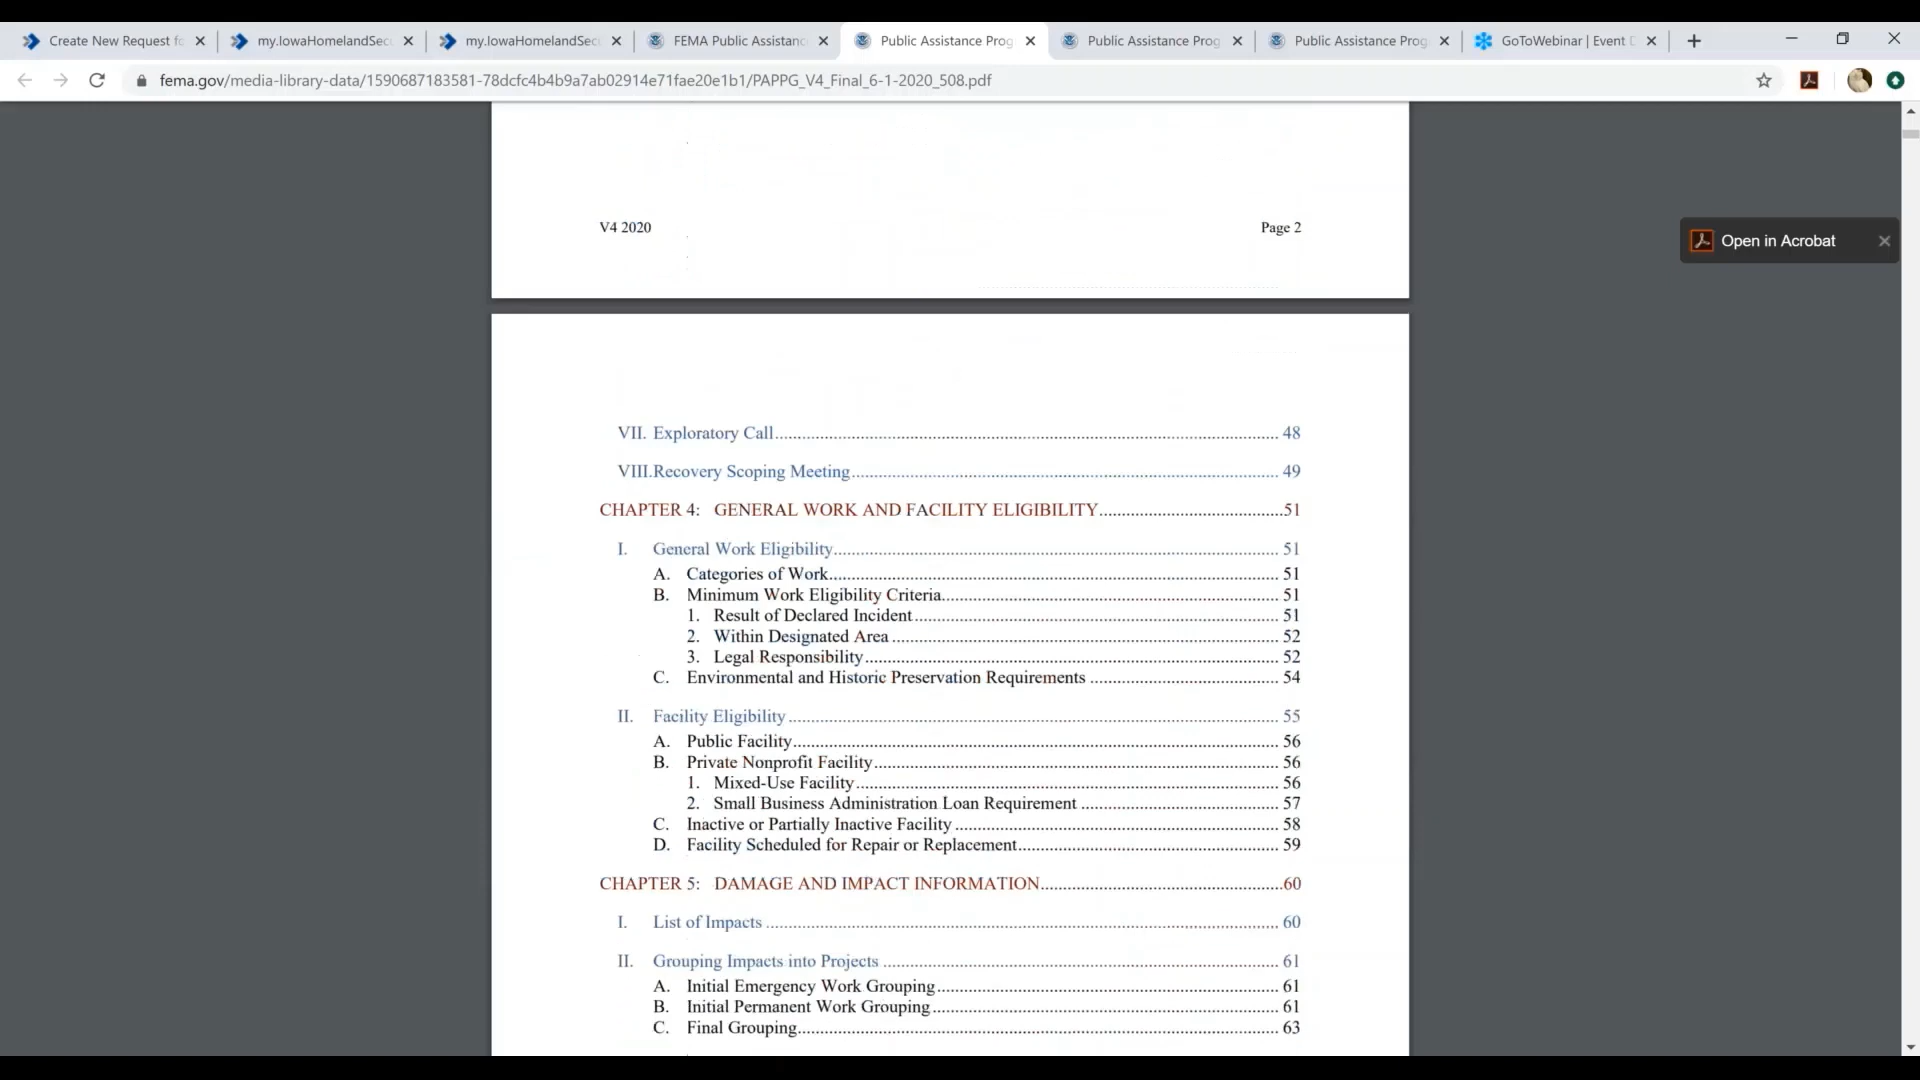 Create New Request fo
my.IowaHomelandSec
my.IowaHomelandSec
FEMA Public Assistanc
Public Assistance Prog
Public Assistance Prog
Public Assistance Prog
GoToWebinar | Event D
fema.gov/media-library-data/1590687183581-78dcfc4b4b9a7ab02914e71fae20e1b1/PAPPG_V4_Final_6-1-2020_508.pdf
V4 2020 Page 2
Open in Acrobat
VII. Exploratory Call 48
VIII. Recovery Scoping Meeting 49
CHAPTER 4: GENERAL WORK AND FACILITY ELIGIBILITY 51
I. General Work Eligibility 51
A. Categories of Work 51
B. Minimum Work Eligibility Criteria 51
1. Result of Declared Incident 51
2. Within Designated Area 52
3. Legal Responsibility 52
C. Environmental and Historic Preservation Requirements 54
II. Facility Eligibility 55
A. Public Facility 56
B. Private Nonprofit Facility 56
1. Mixed-Use Facility 56
2. Small Business Administration Loan Requirement 57
C. Inactive or Partially Inactive Facility 58
D. Facility Scheduled for Repair or Replacement 59
CHAPTER 5: DAMAGE AND IMPACT INFORMATION 60
I. List of Impacts 60
II. Grouping Impacts into Projects 61
A. Initial Emergency Work Grouping 61
B. Initial Permanent Work Grouping 61
C. Final Grouping 63